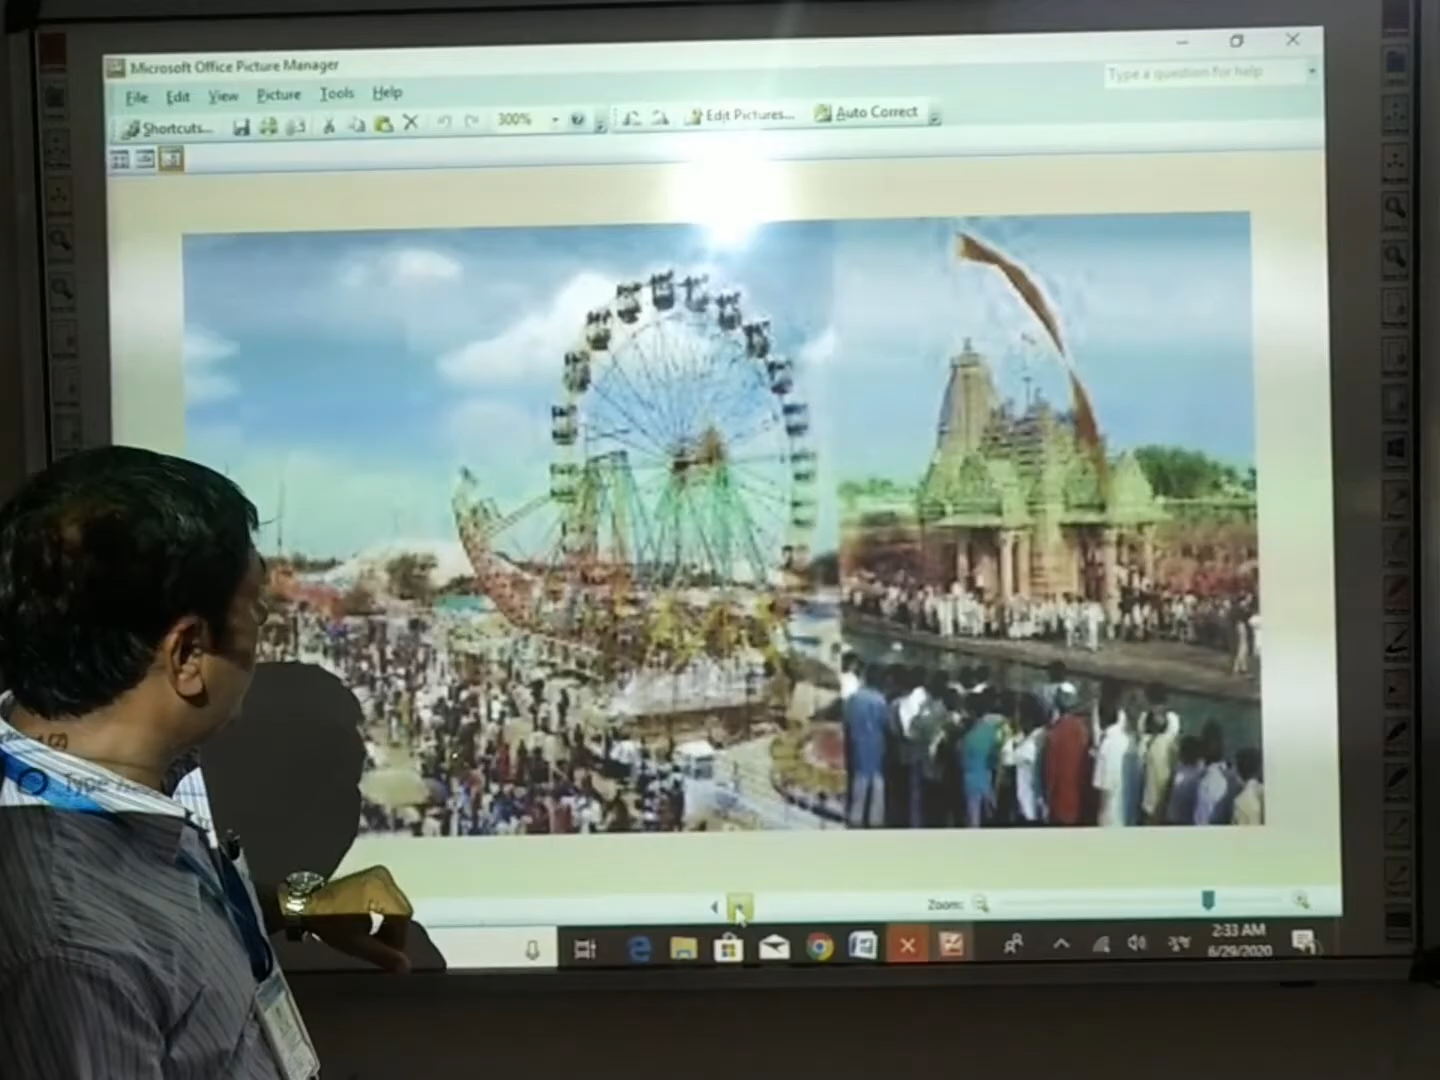 Microsoft Office Picture Manager
Type a question for help
File Edit View Picture Tools Help
Shortcuts... 300% Edit Pictures... Auto Correct
Type
Zoom:
2:33 AM
6/29/2020